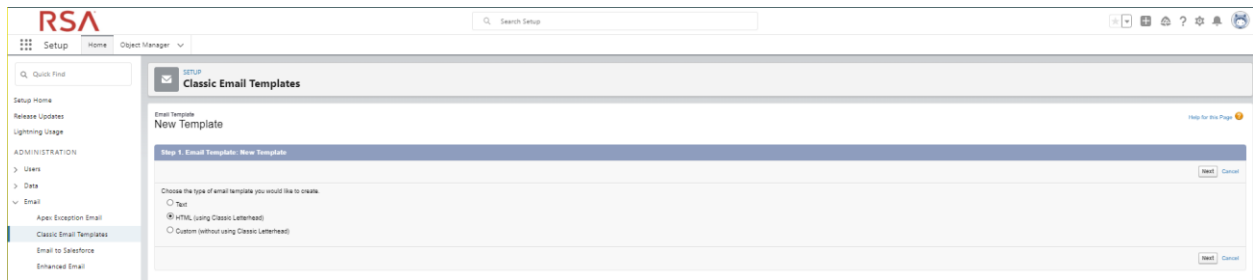 RSA
Search Setup
Setup
Home
Object Manager
Quick Find
Setup Home
Release Updates
Lightning Usage
ADMINISTRATION
Users
Data
Email
Apex Exception Email
Classic Email Templates
Email to Salesforce
Enhanced Email
SETUP
Classic Email Templates
Email Template
New Template
Help for this Page
Step 1. Email Template: New Template
Next Cancel
Choose the type of email template you would like to create.
Text
HTML (using Classic Letterhead)
Custom (without using Classic Letterhead)
Next Cancel